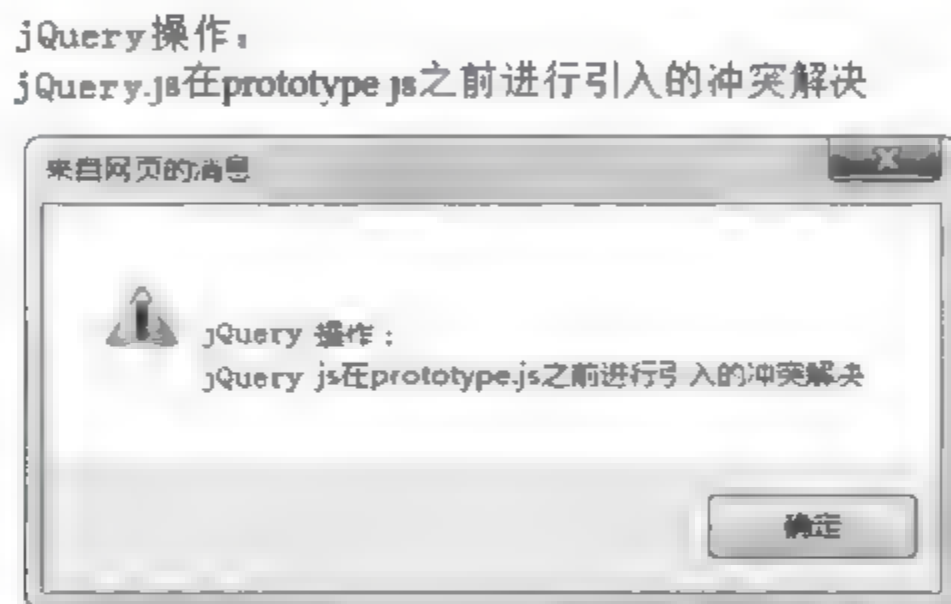 jQuery操作：
jQuery.js在prototype.js之前进行引入的冲突解决
来自网页的消息
jQuery 操作：
jQuery js在prototype.js之前进行引入的冲突解决
确定